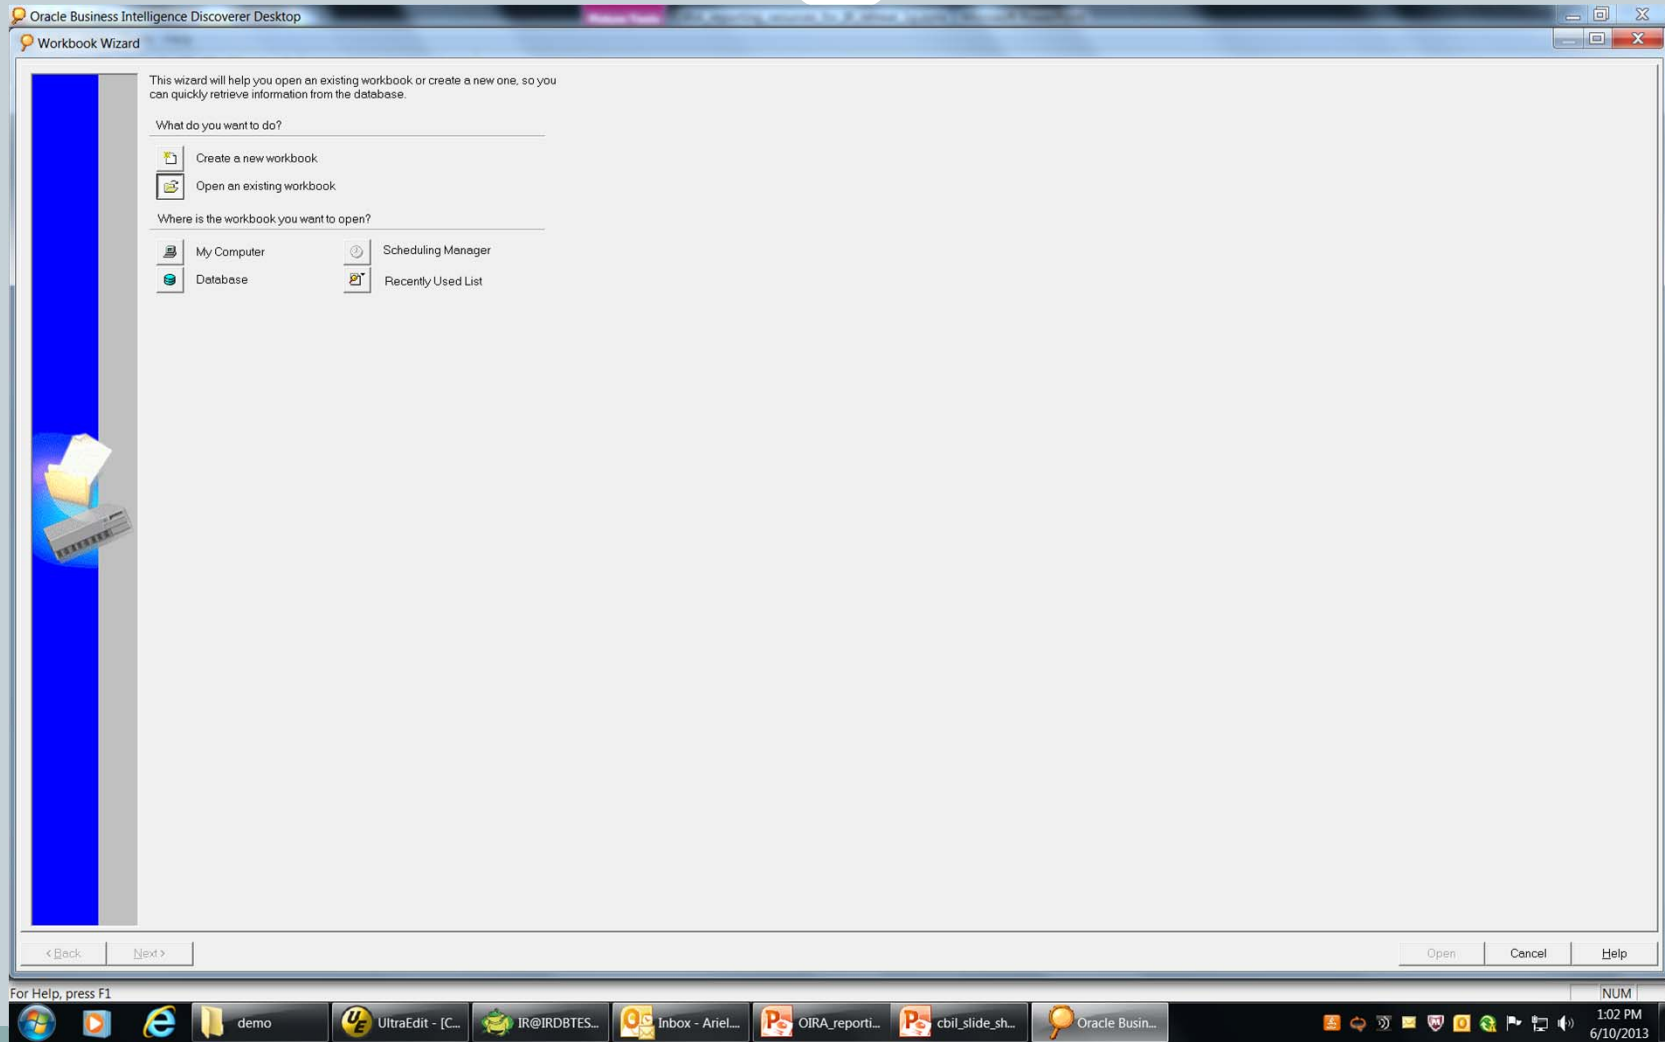 Oracle Business Intelligence Discoverer Desktop
Workbook Wizard
This wizard will help you open an existing workbook or create a new one, so you
can quickly retrieve information from the database.
What do you want to do?
Create a new workbook
Open an existing workbook
Where is the workbook you want to open?
My Computer
Scheduling Manager
Database
Recently Used List
< Back
Next >
Open
Cancel
Help
For Help, press F1
NUM
demo
UltraEdit - [C...
IR@IRDBTES...
Inbox - Ariel....
OIRA_reporti...
cbil_slide_sh...
Oracle Busin...
1:02 PM
6/10/2013